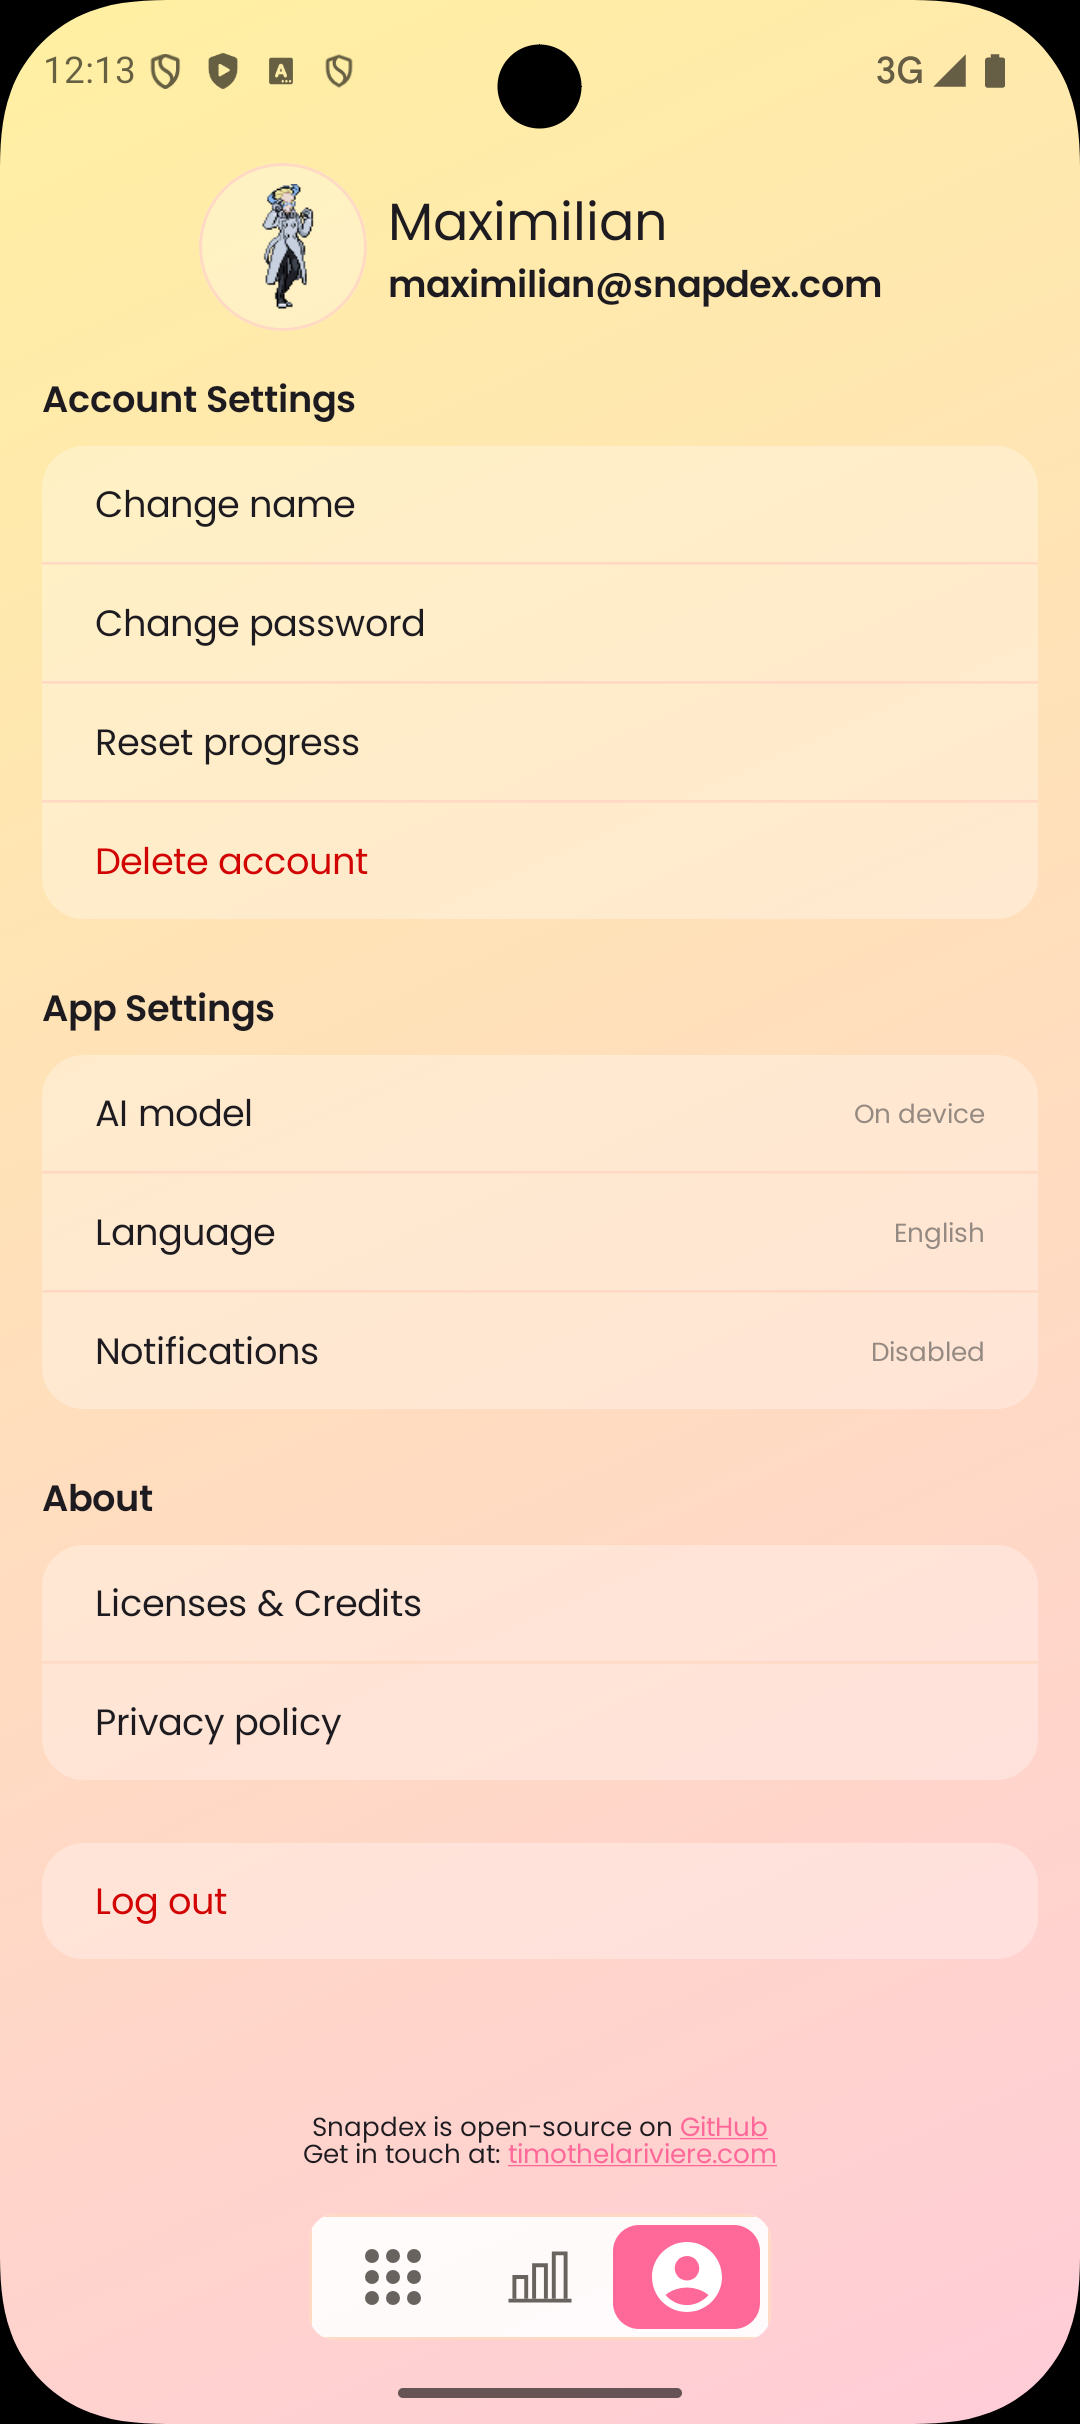 12:13
3G
Maximilian
maximilian@snapdex.com
Account Settings
Change name
Change password
Reset progress
Delete account
App Settings
AI model
On device
Language
English
Notifications
Disabled
About
Licenses & Credits
Privacy policy
Log out
Snapdex is open-source on GitHub
Get in touch at: timothelariviere.com